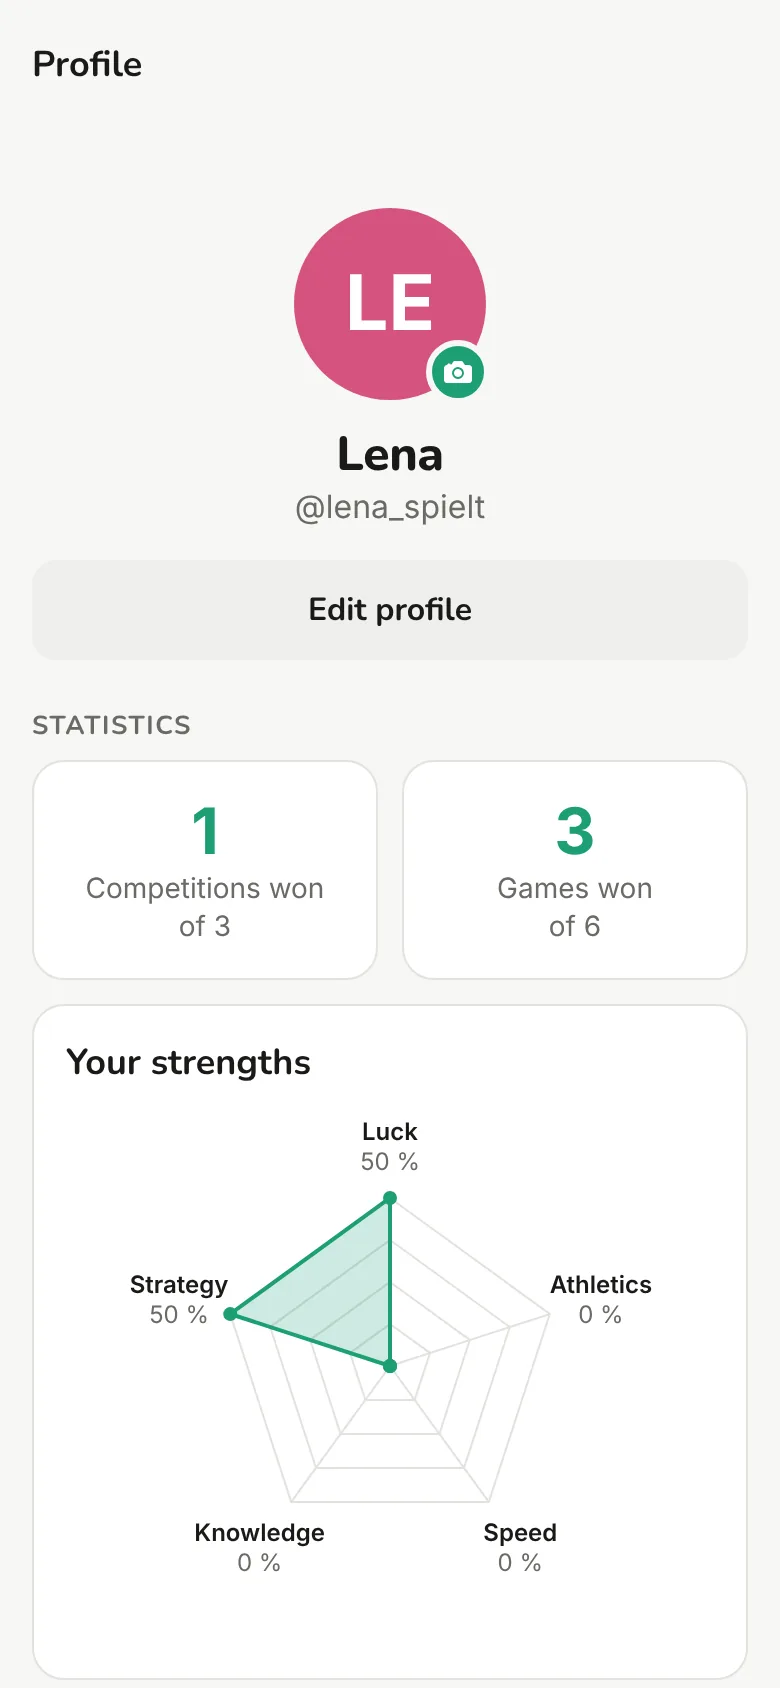 Profile
LE
Lena
@lena_spielt
Edit profile
STATISTICS
1
Competitions won
of 3
3
Games won
of 6
Your strengths
Luck
50 %
Strategy
50 %
Athletics
0 %
Knowledge
0 %
Speed
0 %